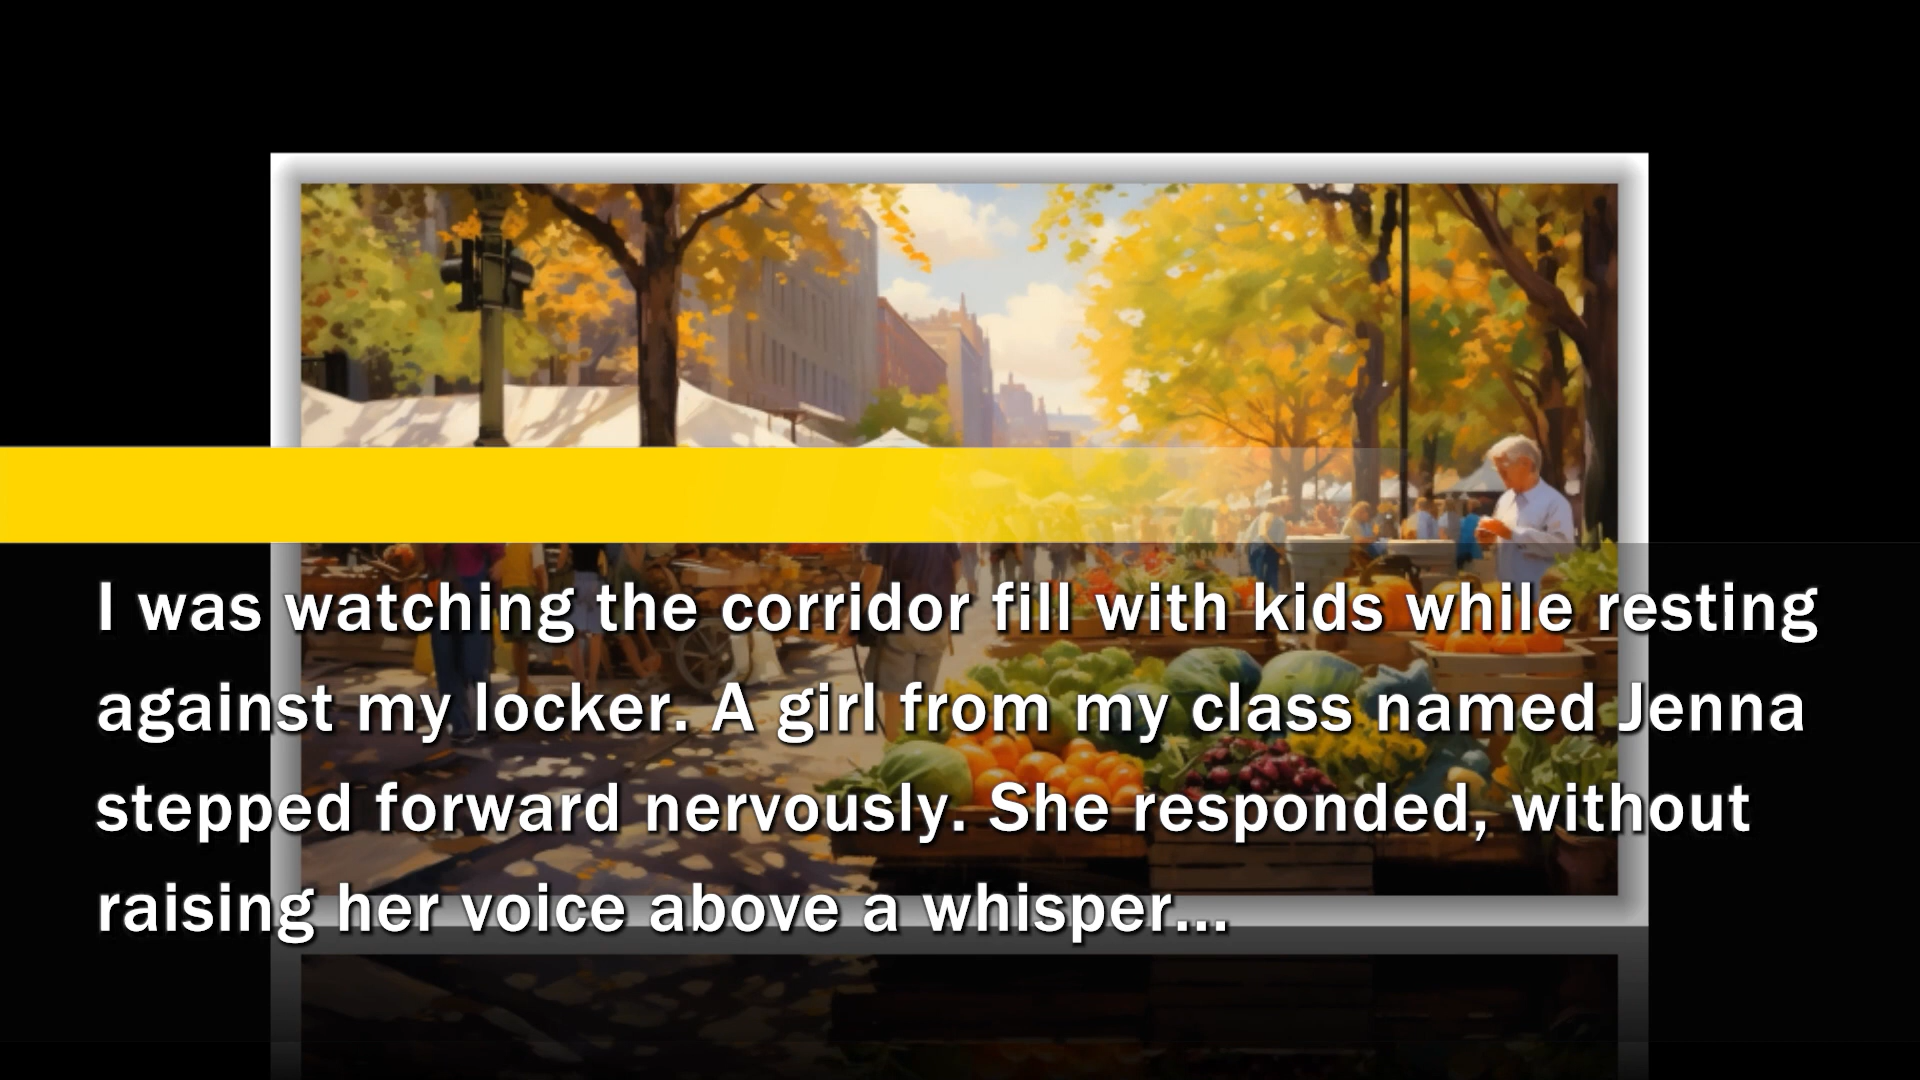 I was watching the corridor fill with kids while resting
against my locker. A girl from my class named Jenna
stepped forward nervously. She responded, without
raising her voice above a whisper...